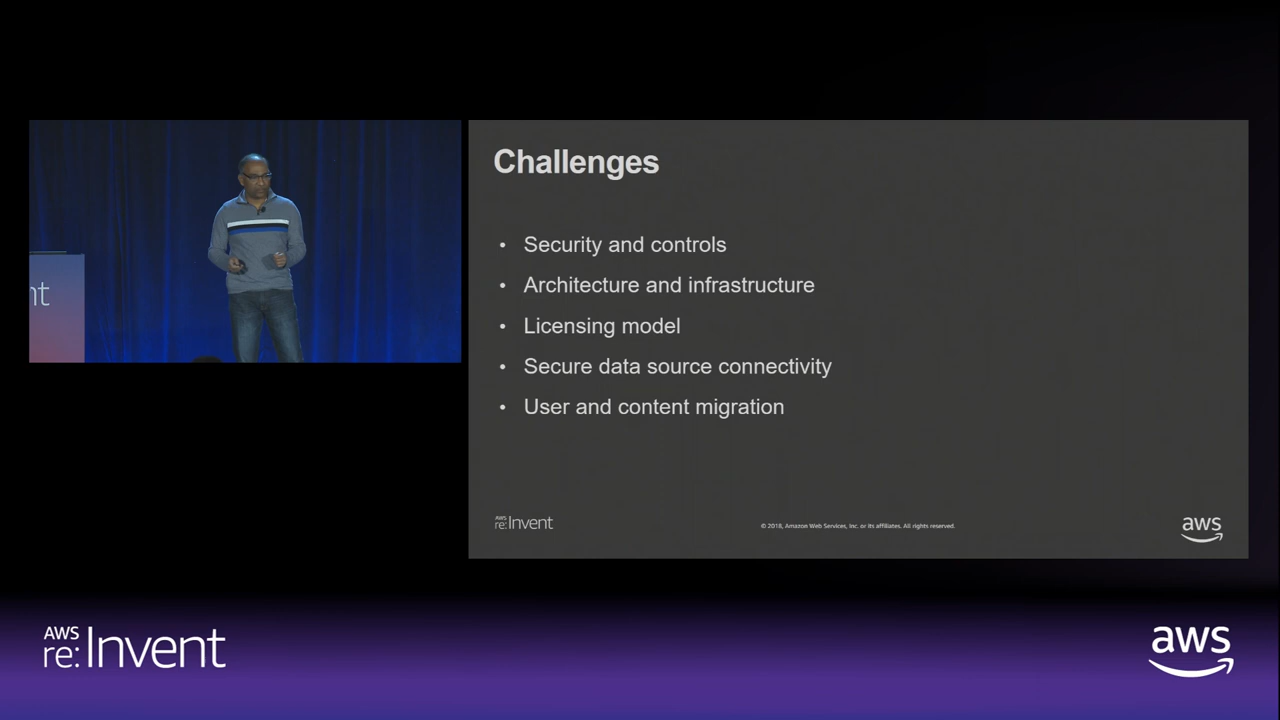 nt
Challenges
• Security and controls
• Architecture and infrastructure
• Licensing model
• Secure data source connectivity
• User and content migration
AWS
re:Invent
© 2018, Amazon Web Services, Inc. or its affiliates. All rights reserved.
aws
AWS
re:Invent
aws